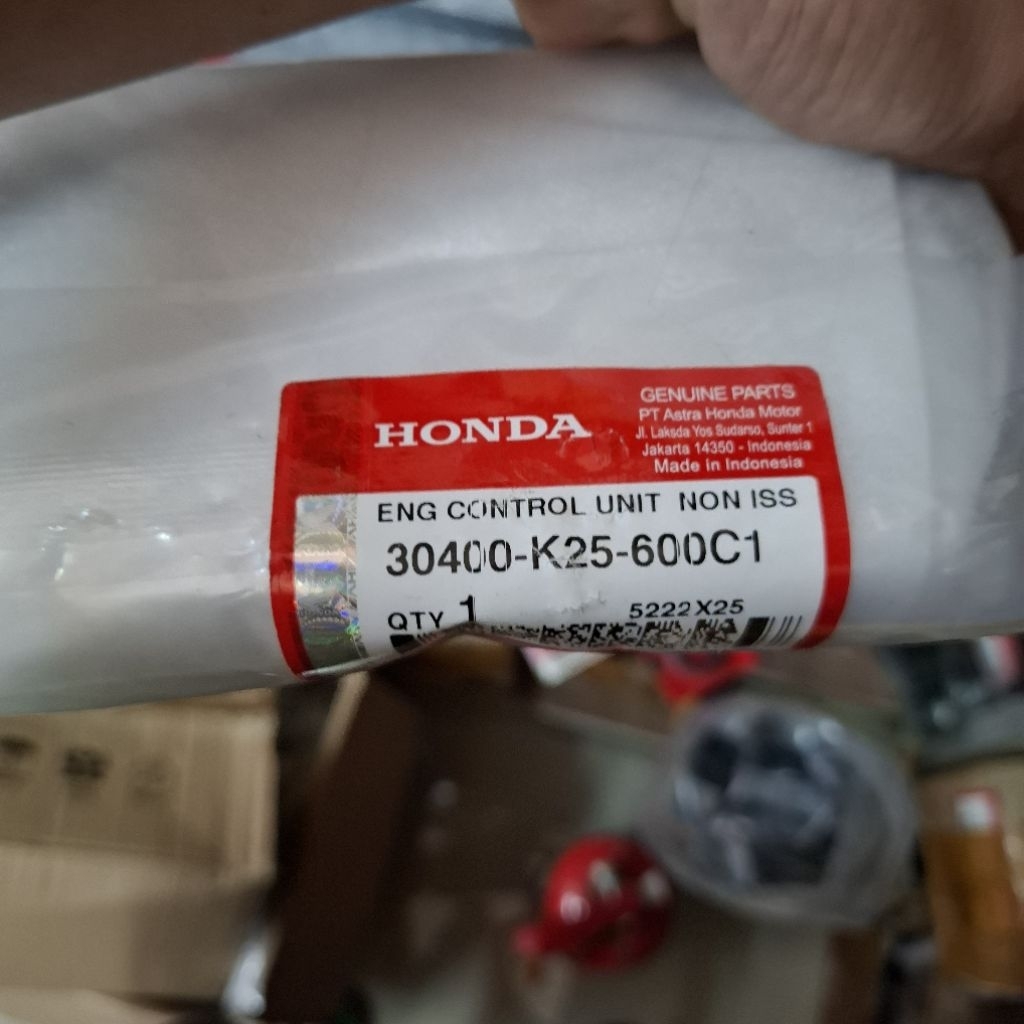 HONDA
GENUINE PARTS
PT Astra Honda Motor
Jl. Laksda Yos Sudarso, Sunter 1
Jakarta 14350 - Indonesia
Made in Indonesia
ENG CONTROL UNIT NON ISS
30400-K25-600C1
QTY 1
5222X25